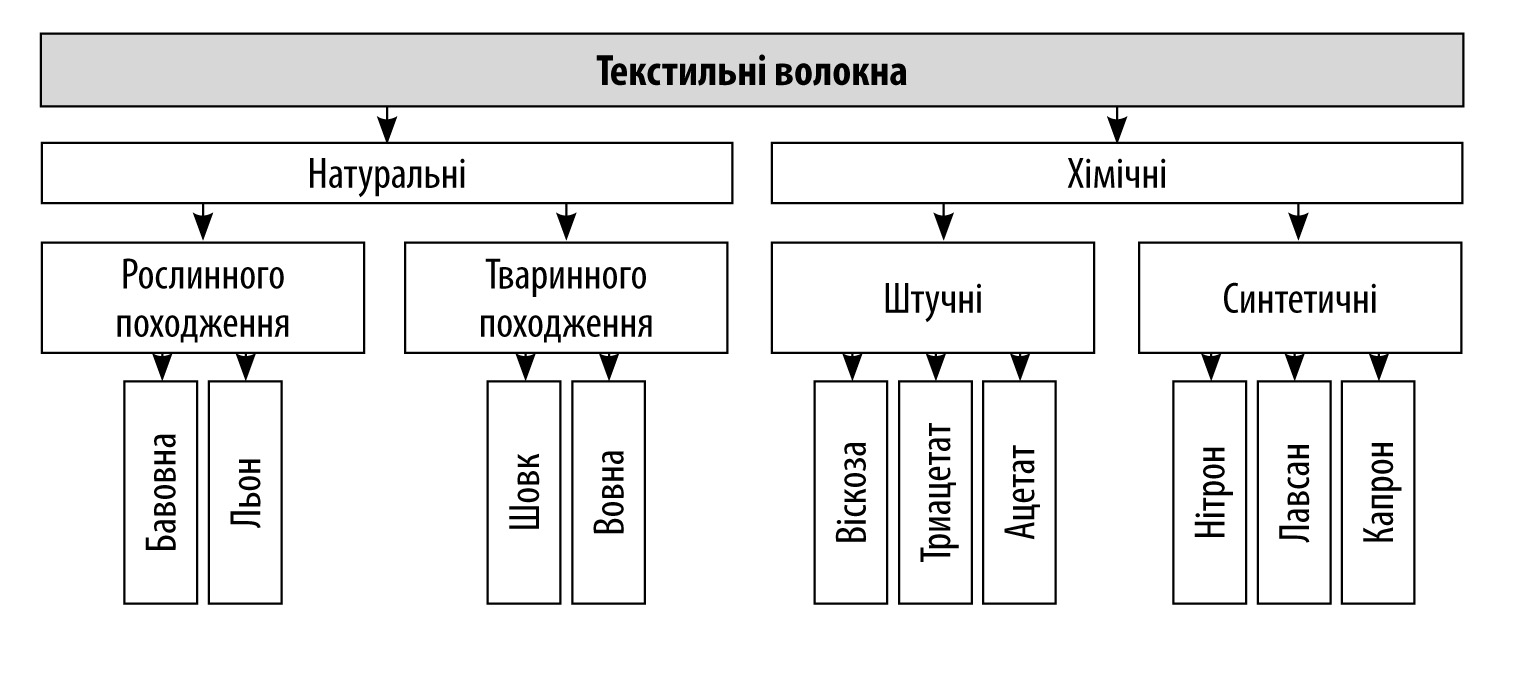 Текстильні волокна
Натуральні
Хімічні
Рослинного
походження
Тваринного
походження
Штучні
Синтетичні
Бавовна
Льон
Шовк
Вовна
Віскоза
Триацетат
Ацетат
Нітрон
Лавсан
Капрон